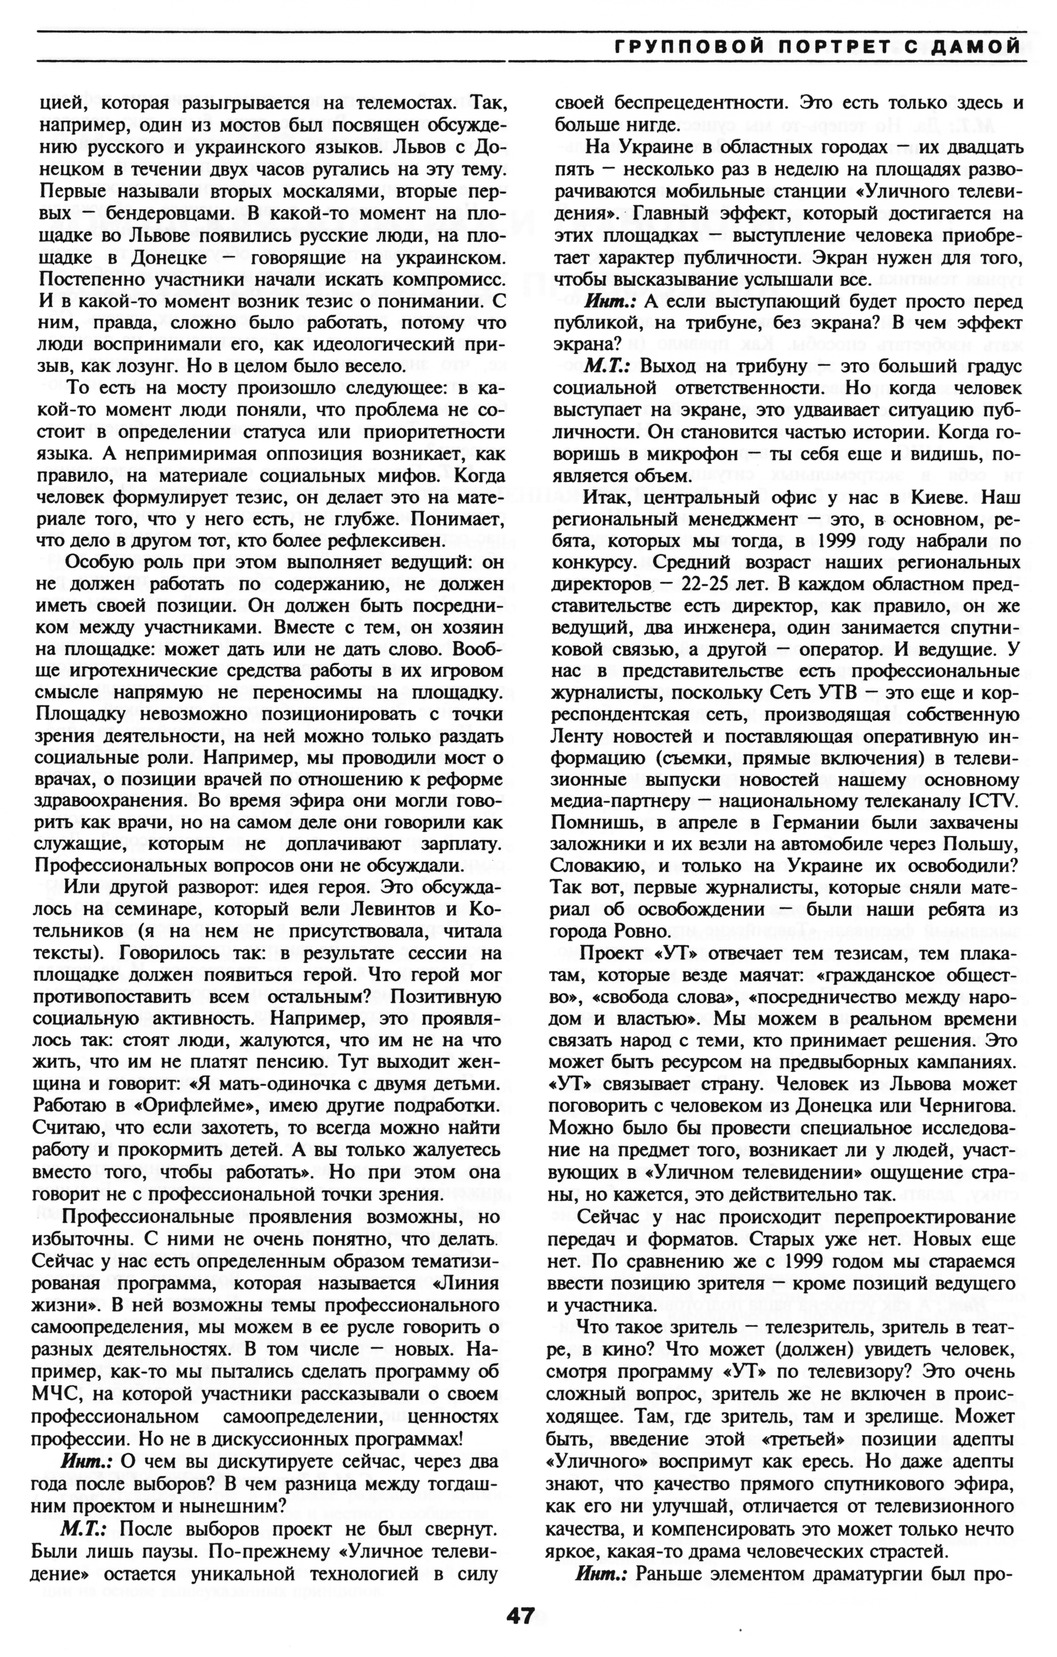 ГРУППОВОЙ ПОРТРЕТ С ДАМОЙ
цией, которая разыгрывается на телемостах. Так,
например, один из мостов был посвящен обсужде-
нию русского и украинского языков. Львов с До-
нецком в течении двух часов ругались на эту тему.
Первые называли вторых москалями, вторые пер-
вых — бендеровцами. В какой-то момент на пло-
щадке во Львове появились русские люди, на пло-
щадке в Донецке — говорящие на украинском.
Постепенно участники начали искать компромисс.
И в какой-то момент возник тезис о понимании. С
ним, правда, сложно было работать, потому что
люди воспринимали его, как идеологический при-
зыв, как лозунг. Но в целом было весело.
То есть на мосту произошло следующее: в ка-
кой-то момент люди поняли, что проблема не со-
стоит в определении статуса или приоритетности
языка. А непримиримая оппозиция возникает, как
правило, на материале социальных мифов. Когда
человек формулирует тезис, он делает это на мате-
риале того, что у него есть, не глубже. Понимает,
что дело в другом тот, кто более рефлексивен.
Особую роль при этом выполняет ведущий: он
не должен работать по содержанию, не должен
иметь своей позиции. Он должен быть посредни-
ком между участниками. Вместе с тем, он хозяин
на площадке: может дать или не дать слово. Вооб-
ще игротехнические средства работы в их игровом
смысле напрямую не переносимы на площадку.
Площадку невозможно позиционировать с точки
зрения деятельности, на ней можно только раздать
социальные роли. Например, мы проводили мост о
врачах, о позиции врачей по отношению к реформе
здравоохранения. Во время эфира они могли гово-
рить как врачи, но на самом деле они говорили как
служащие, которым не доплачивают зарплату.
Профессиональных вопросов они не обсуждали.
Или другой разворот: идея героя. Это обсужда-
лось на семинаре, который вели Левинтов и Ко-
тельников (я на нем не присутствовала, читала
тексты). Говорилось так: в результате сессии на
площадке должен появиться герой. Что герой мог
противопоставить всем остальным? Позитивную
социальную активность. Например, это проявля-
лось так: стоят люди, жалуются, что им не на что
жить, что им не платят пенсию. Тут выходит жен-
щина и говорит: «Я мать-одиночка с двумя детьми.
Работаю в «Орифлейме», имею другие подработки.
Считаю, что если захотеть, то всегда можно найти
работу и прокормить детей. А вы только жалуетесь
вместо того, чтобы работать». Но при этом она
говорит не с профессиональной точки зрения.
Профессиональные проявления возможны, но
избыточны. С ними не очень понятно, что делать.
Сейчас у нас есть определенным образом тематизи-
рованая программа, которая называется «Линия
жизни». В ней возможны темы профессионального
самоопределения, мы можем в ее русле говорить о
разных деятельностях. В том числе — новых. На-
пример, как-то мы пытались сделать программу об
МЧС, на которой участники рассказывали о своем
профессиональном самоопределении, ценностях
профессии. Но не в дискуссионных программах!
Инт.: О чем вы дискутируете сейчас, через два
года после выборов? В чем разница между тогдаш-
ним проектом и нынешним?
М.Т.: После выборов проект не был свернут.
Были лишь паузы. По-прежнему «Уличное телеви-
дение» остается уникальной технологией в силу
своей беспрецедентности. Это есть только здесь и
больше нигде.
На Украине в областных городах — их двадцать
пять — несколько раз в неделю на площадях разво-
рачиваются мобильные станции «Уличного телеви-
дения». Главный эффект, который достигается на
этих площадках — выступление человека приобре-
тает характер публичности. Экран нужен для того,
чтобы высказывание услышали все.
Инт.: А если выступающий будет просто перед
публикой, на трибуне, без экрана? В чем эффект
экрана?
М.Т.: Выход на трибуну — это больший градус
социальной ответственности. Но когда человек
выступает на экране, это удваивает ситуацию пуб-
личности. Он становится частью истории. Когда го-
воришь в микрофон — ты себя еще и видишь, по-
является объем.
Итак, центральный офис у нас в Киеве. Наш
региональный менеджмент — это, в основном, ре-
бята, которых мы тогда, в 1999 году набрали по
конкурсу. Средний возраст наших региональных
директоров — 22-25 лет. В каждом областном пред-
ставительстве есть директор, как правило, он же
ведущий, два инженера, один занимается спутни-
ковой связью, а другой — оператор. И ведущие. У
нас в представительстве есть профессиональные
журналисты, поскольку Сеть УТВ — это еще и кор-
респондентская сеть, производящая собственную
Ленту новостей и поставляющая оперативную ин-
формацию (съемки, прямые включения) в телеви-
зионные выпуски новостей нашему основному
медиа-партнеру — национальному телеканалу ICTV.
Помнишь, в апреле в Германии были захвачены
заложники и их везли на автомобиле через Польшу,
Словакию, и только на Украине их освободили?
Так вот, первые журналисты, которые сняли мате-
риал об освобождении — были наши ребята из
города Ровно.
Проект «УТ» отвечает тем тезисам, тем плака-
там, которые везде маячат: «гражданское общест-
во», «свобода слова», «посредничество между наро-
дом и властью». Мы можем в реальном времени
связать народ с теми, кто принимает решения. Это
может быть ресурсом на предвыборных кампаниях.
«УТ» связывает страну. Человек из Львова может
поговорить с человеком из Донецка или Чернигова.
Можно было бы провести специальное исследова-
ние на предмет того, возникает ли у людей, участ-
вующих в «Уличном телевидении» ощущение стра-
ны, но кажется, это действительно так.
Сейчас у нас происходит перепроектирование
передач и форматов. Старых уже нет. Новых еще
нет. По сравнению же с 1999 годом мы стараемся
ввести позицию зрителя — кроме позиций ведущего
и участника.
Что такое зритель — телезритель, зритель в теат-
ре, в кино? Что может (должен) увидеть человек,
смотря программу «УТ» по телевизору? Это очень
сложный вопрос, зритель же не включен в проис-
ходящее. Там, где зритель, там и зрелище. Может
быть, введение этой «третьей» позиции адепты
«Уличного» воспримут как ересь. Но даже адепты
знают, что качество прямого спутникового эфира,
как его ни улучшай, отличается от телевизионного
качества, и компенсировать это может только нечто
яркое, какая-то драма человеческих страстей.
Инт.: Раньше элементом драматургии был про-
47